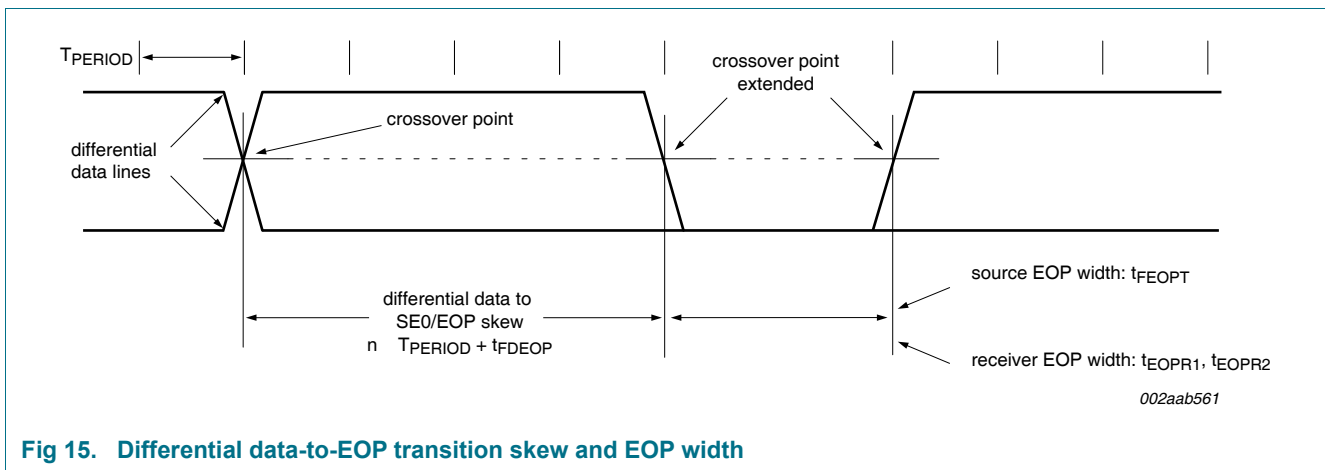 TPERIOD
crossover point
extended
crossover point
differential
data lines
differential data to
SE0/EOP skew
n TPERIOD + tFDEOP
source EOP width: tFEOPT
receiver EOP width: tEOPR1, tEOPR2
002aab561
Fig 15. Differential data-to-EOP transition skew and EOP width